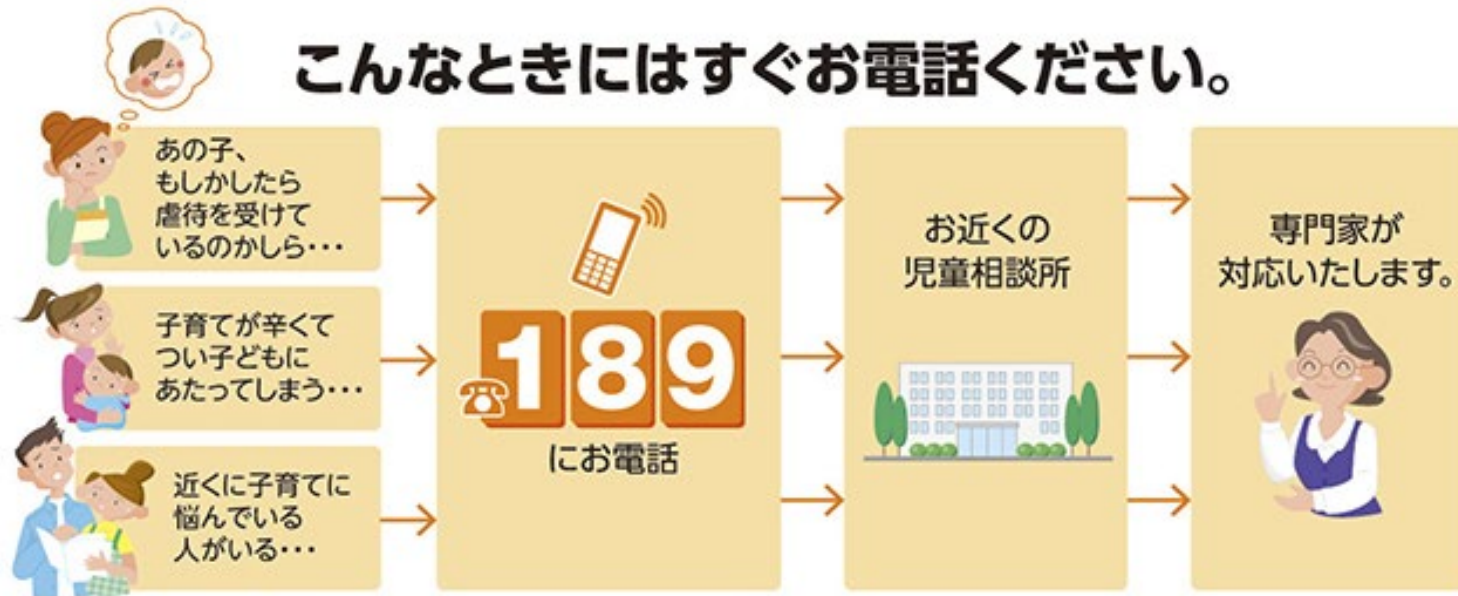 こんなときにはすぐお電話ください。
あの子、
もしかしたら
虐待を受けて
いるのかしら･･･
子育てが辛くて
つい子どもに
あたってしまう･･･
近くに子育てに
悩んでいる
人がいる･･･
189
にお電話
お近くの
児童相談所
専門家が
対応いたします。